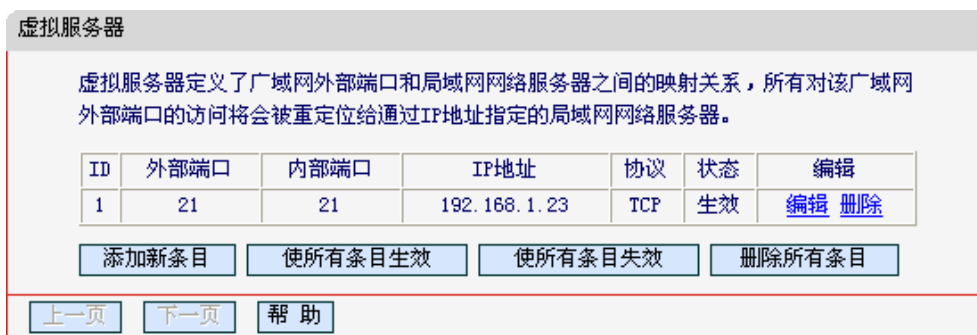 虚拟服务器
虚拟服务器定义了广域网外部端口和局域网网络服务器之间的映射关系，所有对该广域网
外部端口的访问将会被重定位给通过IP地址指定的局域网网络服务器。
ID 外部端口 内部端口 IP地址 协议 状态 编辑
1 21 21 192.168.1.23 TCP 生效 编辑 删除
添加新条目 使所有条目生效 使所有条目失效 删除所有条目
上一页 下一页 帮 助